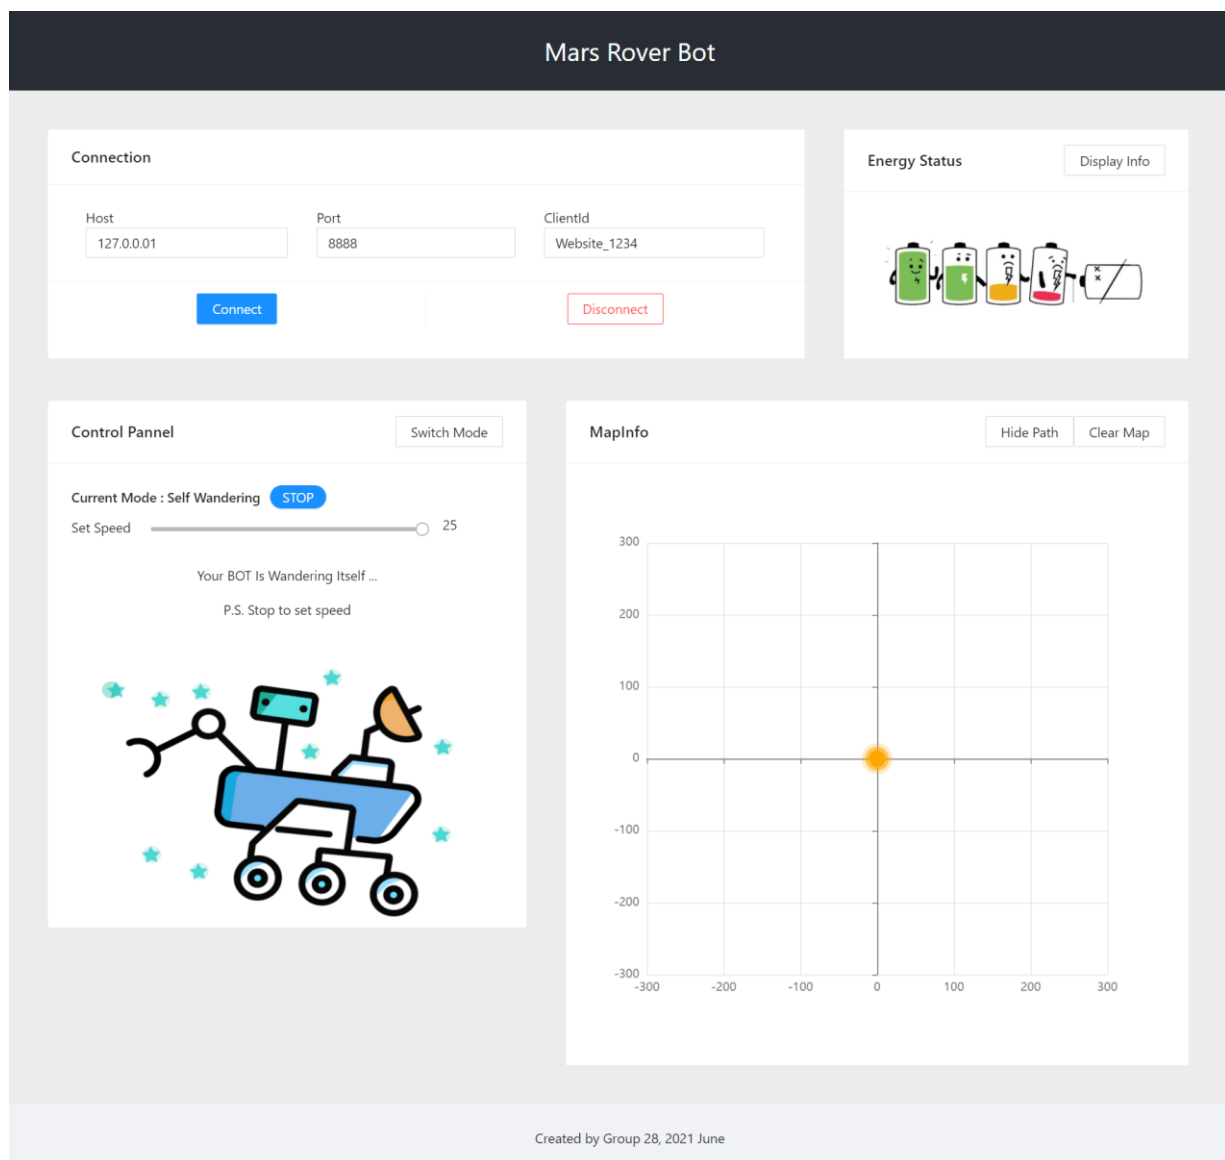 Mars Rover Bot
Connection
Host
Port
ClientId
127.0.0.01
8888
Website_1234
Connect
Disconnect
Energy Status
Display Info
Control Pannel
Switch Mode
Current Mode : Self Wandering
STOP
Set Speed
25
Your BOT Is Wandering Itself ...
P.S. Stop to set speed
MapInfo
Hide Path
Clear Map
300
200
100
0
-100
-200
-300
-300
-200
-100
0
100
200
300
Created by Group 28, 2021 June